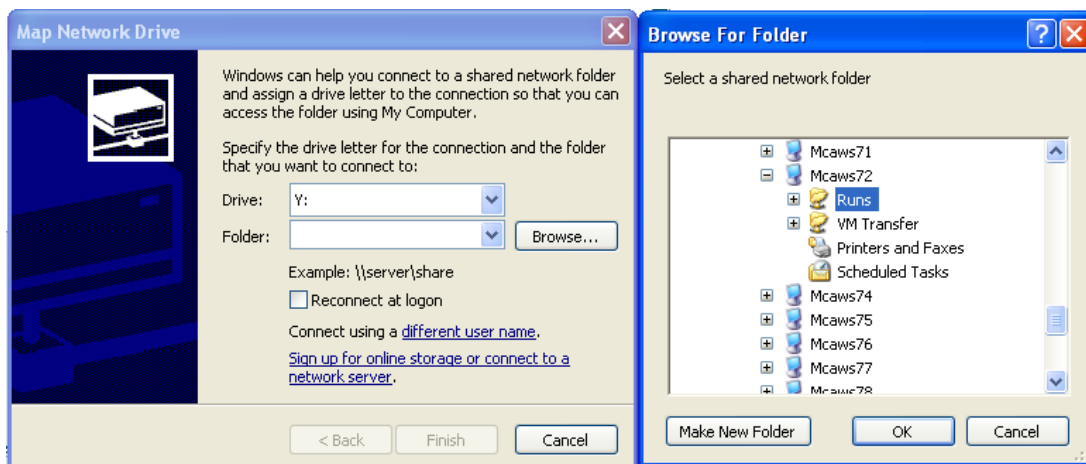 Map Network Drive
Windows can help you connect to a shared network folder
and assign a drive letter to the connection so that you can
access the folder using My Computer.
Specify the drive letter for the connection and the folder
that you want to connect to:
Drive: Y:
Folder: Browse...
Example: \\server\share
Reconnect at logon
Connect using a different user name.
Sign up for online storage or connect to a
network server.
< Back Finish Cancel
Browse For Folder
Select a shared network folder
Mcaws71
Mcaws72
Runs
VM Transfer
Printers and Faxes
Scheduled Tasks
Mcaws74
Mcaws75
Mcaws76
Mcaws77
Mcaws78
Make New Folder OK Cancel